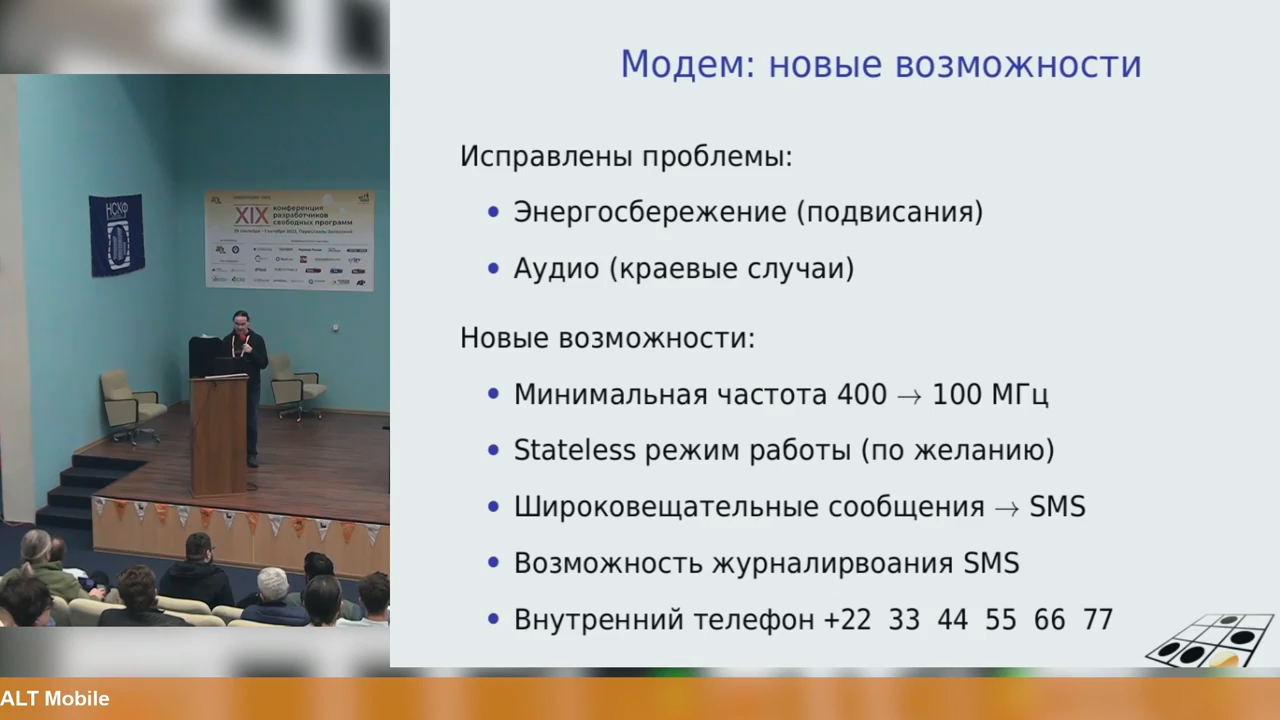 Модем: новые возможности
Исправлены проблемы:
Энергосбережение (подвисания)
Аудио (краевые случаи)
Новые возможности:
Минимальная частота 400 → 100 МГц
Stateless режим работы (по желанию)
Широковещательные сообщения → SMS
Возможность журналирвоания SMS
Внутренний телефон +22 33 44 55 66 77
НСКФ
XIX
конференция
разработчиков
свободных программ
ALT Mobile